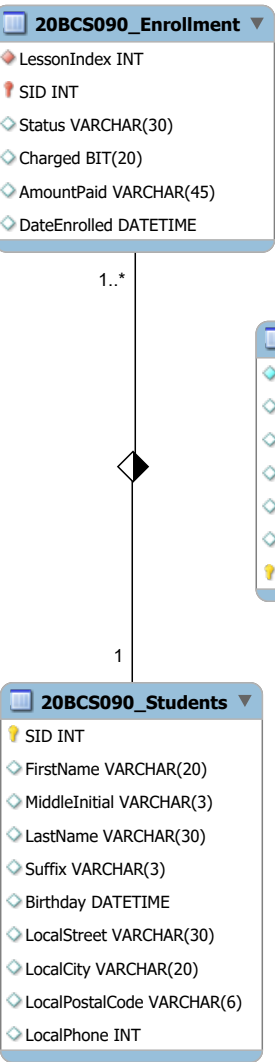 20BCS090_Enrollment
LessonIndex INT
SID INT
Status VARCHAR(30)
Charged BIT(20)
AmountPaid VARCHAR(45)
DateEnrolled DATETIME
1..*
1
20BCS090_Students
SID INT
FirstName VARCHAR(20)
MiddleInitial VARCHAR(3)
LastName VARCHAR(30)
Suffix VARCHAR(3)
Birthday DATETIME
LocalStreet VARCHAR(30)
LocalCity VARCHAR(20)
LocalPostalCode VARCHAR(6)
LocalPhone INT